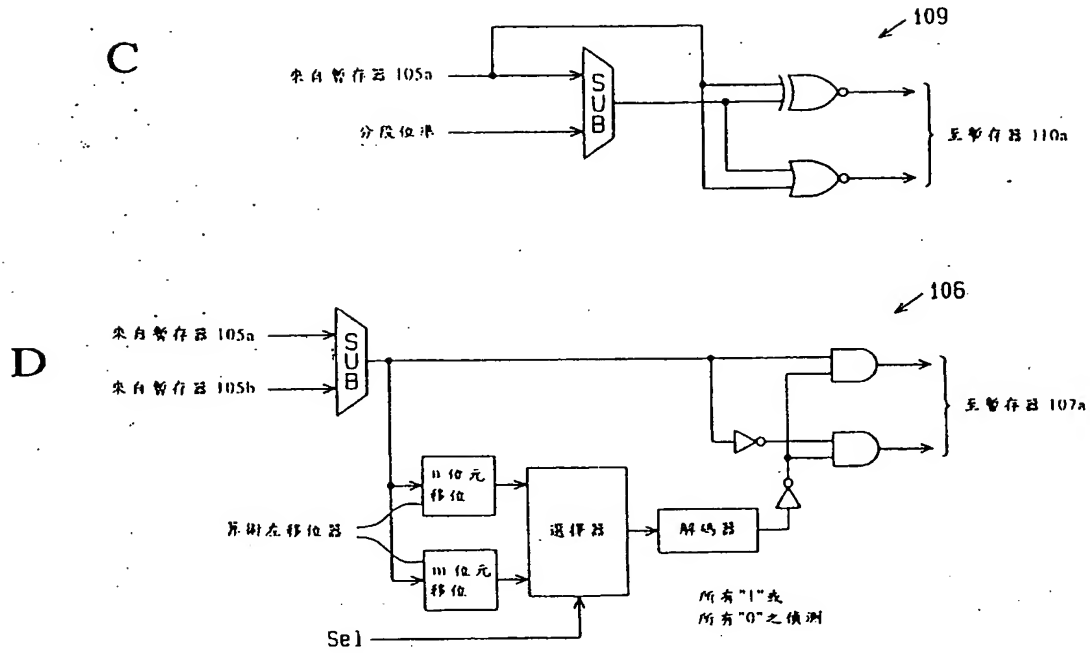 C
109
來自暫存器 105a
分段位準
SUB
至暫存器 110a
D
106
來自暫存器 105a
來自暫存器 105b
SUB
至暫存器 107a
n位元
移位
算術左移位器
m位元
移位
選擇器
解碼器
所有"1"或
所有"0"之偵測
Sel